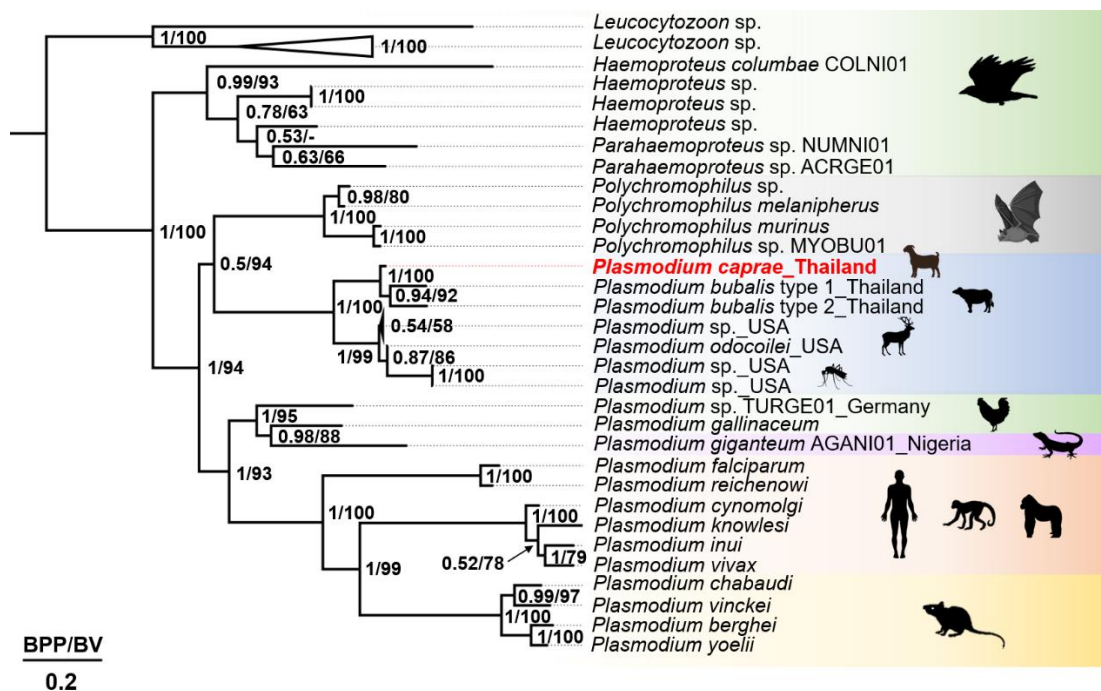 Leucocytozoon sp.
1/100
Leucocytozoon sp.
1/100
Haemoproteus columbae COLNI01
0.99/93
Haemoproteus sp.
1/100
0.78/63
Haemoproteus sp.
Haemoproteus sp.
0.53/-
Parahaemoproteus sp. NUMNI01
0.63/66
Parahaemoproteus sp. ACRGE01
Polychromophilus sp.
0.98/80
Polychromophilus melanipherus
1/100
Polychromophilus murinus
1/100
1/100
Polychromophilus sp. MYOBU01
0.5/94
Plasmodium caprae_Thailand
1/100
Plasmodium bubalis type 1_Thailand
0.94/92
1/100
Plasmodium bubalis type 2_Thailand
0.54/58
Plasmodium sp._USA
Plasmodium odocoilei_USA
1/99
0.87/86
1/94
Plasmodium sp._USA
1/100
Plasmodium sp._USA
Plasmodium sp. TURGE01_Germany
1/95
Plasmodium gallinaceum
0.98/88
Plasmodium giganteum AGANI01_Nigeria
1/93
Plasmodium falciparum
1/100
Plasmodium reichenowi
Plasmodium cynomolgi
1/100
1/100
Plasmodium knowlesi
Plasmodium inui
1/79
0.52/78
1/99
Plasmodium vivax
Plasmodium chabaudi
0.99/97
Plasmodium vinckei
1/100
Plasmodium berghei
1/100
Plasmodium yoelii
BPP/BV
0.2